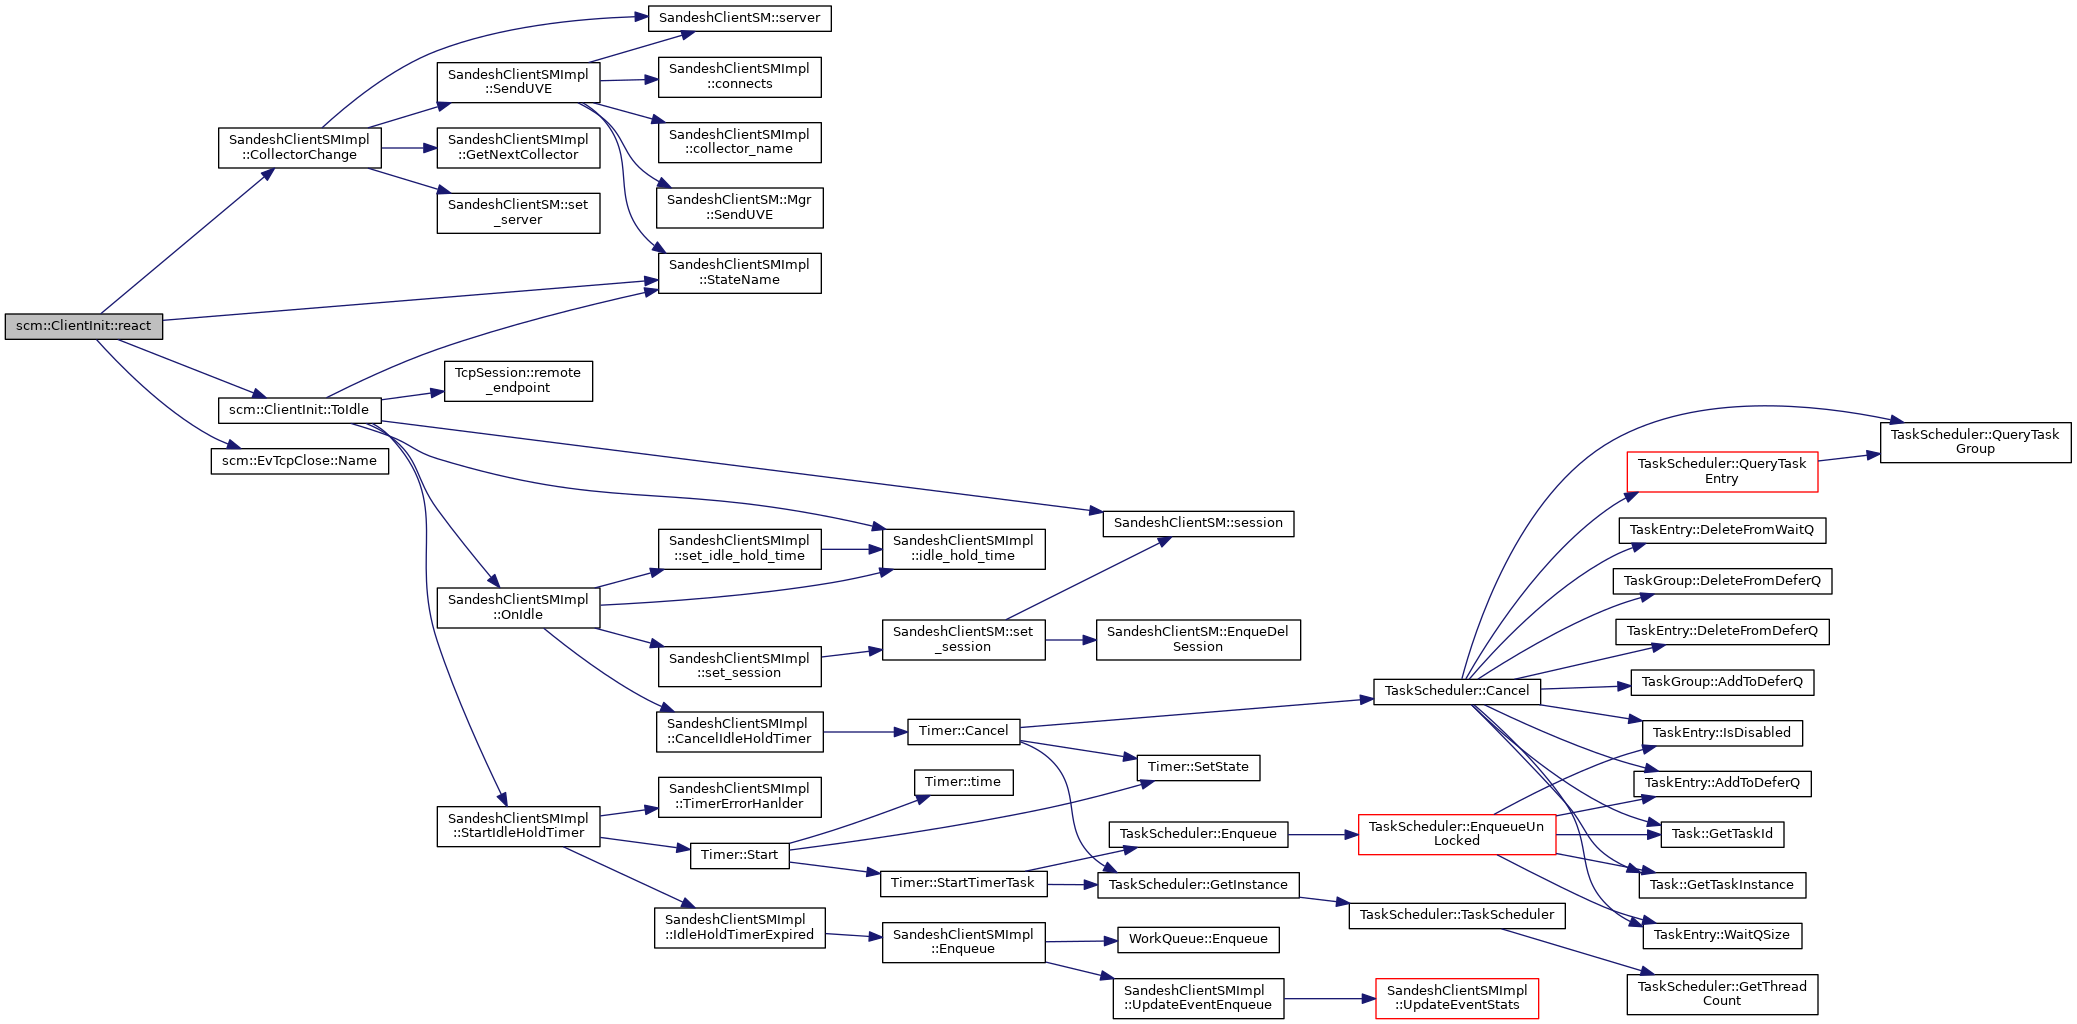 SandeshClientSM::server
SandeshClientSMImpl
::SendUVE
SandeshClientSMImpl
::connects
SandeshClientSMImpl
::collector_name
SandeshClientSMImpl
::CollectorChange
SandeshClientSMImpl
::GetNextCollector
SandeshClientSM::set
_server
SandeshClientSM::Mgr
::SendUVE
SandeshClientSMImpl
::StateName
scm::ClientInit::react
TcpSession::remote
_endpoint
scm::ClientInit::ToIdle
scm::EvTcpClose::Name
SandeshClientSM::session
SandeshClientSMImpl
::set_idle_hold_time
SandeshClientSMImpl
::idle_hold_time
SandeshClientSMImpl
::OnIdle
SandeshClientSMImpl
::set_session
SandeshClientSM::set
_session
SandeshClientSM::EnqueDel
Session
SandeshClientSMImpl
::CancelIdleHoldTimer
Timer::Cancel
TaskScheduler::Cancel
Timer::SetState
Timer::time
SandeshClientSMImpl
::TimerErrorHanlder
SandeshClientSMImpl
::StartIdleHoldTimer
Timer::Start
Timer::StartTimerTask
TaskScheduler::Enqueue
TaskScheduler::EnqueueUn
Locked
TaskScheduler::GetInstance
TaskScheduler::TaskScheduler
SandeshClientSMImpl
::IdleHoldTimerExpired
SandeshClientSMImpl
::Enqueue
WorkQueue::Enqueue
SandeshClientSMImpl
::UpdateEventEnqueue
SandeshClientSMImpl
::UpdateEventStats
TaskScheduler::QueryTask
Group
TaskScheduler::QueryTask
Entry
TaskEntry::DeleteFromWaitQ
TaskGroup::DeleteFromDeferQ
TaskEntry::DeleteFromDeferQ
TaskGroup::AddToDeferQ
TaskEntry::IsDisabled
TaskEntry::AddToDeferQ
Task::GetTaskId
Task::GetTaskInstance
TaskEntry::WaitQSize
TaskScheduler::GetThread
Count